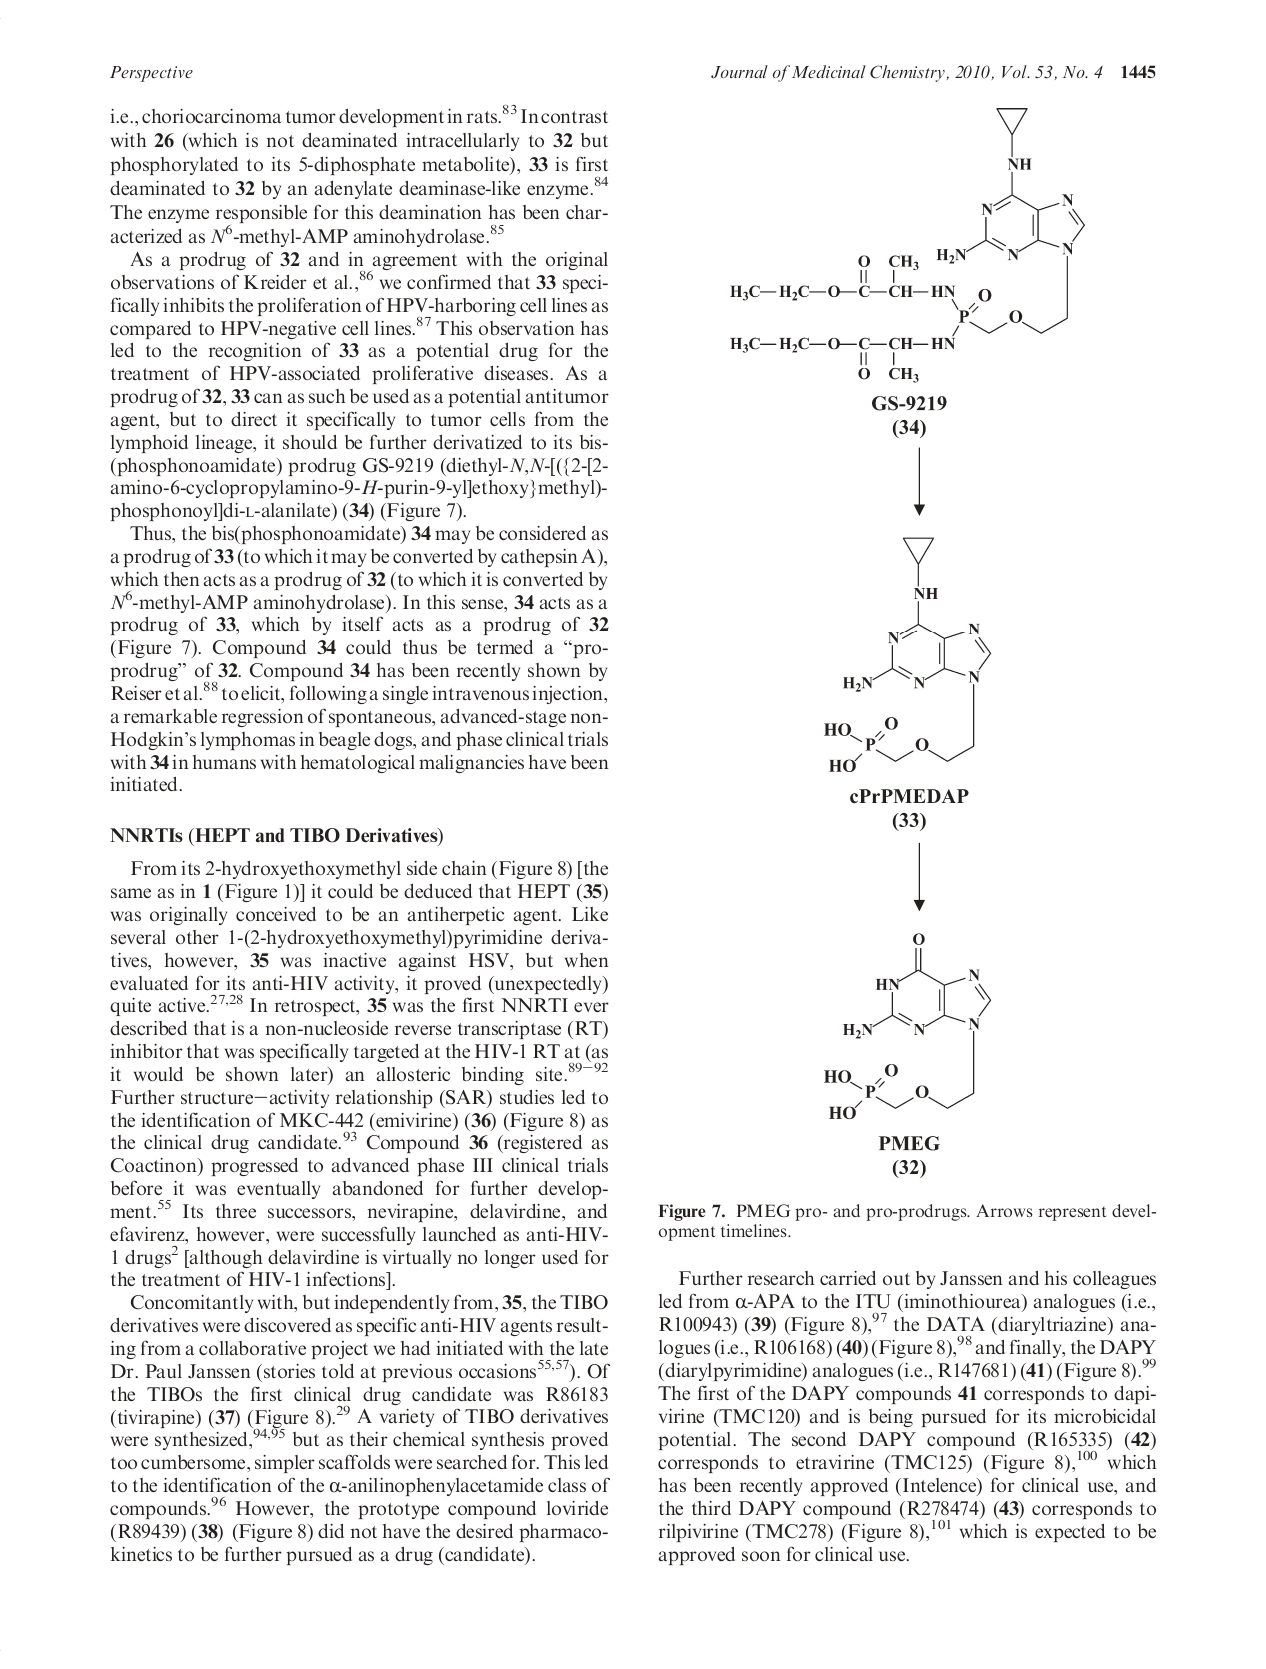 Perspective
Journal of Medicinal Chemistry, 2010, Vol. 53, No. 4 1445
i.e., choriocarcinoma tumor development in rats.83 In contrast
with 26 (which is not deaminated intracellularly to 32 but
phosphorylated to its 5-diphosphate metabolite), 33 is first
deaminated to 32 by an adenylate deaminase-like enzyme.84
The enzyme responsible for this deamination has been char-
acterized as N6-methyl-AMP aminohydrolase.85
As a prodrug of 32 and in agreement with the original
observations of Kreider et al.,86 we confirmed that 33 speci-
fically inhibits the proliferation of HPV-harboring cell lines as
compared to HPV-negative cell lines.87 This observation has
led to the recognition of 33 as a potential drug for the
treatment of HPV-associated proliferative diseases. As a
prodrug of 32, 33 can as such be used as a potential antitumor
agent, but to direct it specifically to tumor cells from the
lymphoid lineage, it should be further derivatized to its bis-
(phosphonoamidate) prodrug GS-9219 (diethyl-N,N-[({2-[2-
amino-6-cyclopropylamino-9-H-purin-9-yl]ethoxy}methyl)-
phosphonoyl]di-L-alanilate) (34) (Figure 7).
Thus, the bis(phosphonoamidate) 34 may be considered as
a prodrug of 33 (to which it may be converted by cathepsin A),
which then acts as a prodrug of 32 (to which it is converted by
N6-methyl-AMP aminohydrolase). In this sense, 34 acts as a
prodrug of 33, which by itself acts as a prodrug of 32
(Figure 7). Compound 34 could thus be termed a “pro-
prodrug” of 32. Compound 34 has been recently shown by
Reiser et al.88 to elicit, following a single intravenous injection,
a remarkable regression of spontaneous, advanced-stage non-
Hodgkin’s lymphomas in beagle dogs, and phase clinical trials
with 34 in humans with hematological malignancies have been
initiated.
NNRTIs (HEPT and TIBO Derivatives)
From its 2-hydroxyethoxymethyl side chain (Figure 8) [the
same as in 1 (Figure 1)] it could be deduced that HEPT (35)
was originally conceived to be an antiherpetic agent. Like
several other 1-(2-hydroxyethoxymethyl)pyrimidine deriva-
tives, however, 35 was inactive against HSV, but when
evaluated for its anti-HIV activity, it proved (unexpectedly)
quite active.27,28 In retrospect, 35 was the first NNRTI ever
described that is a non-nucleoside reverse transcriptase (RT)
inhibitor that was specifically targeted at the HIV-1 RT at (as
it would be shown later) an allosteric binding site.89−92
Further structure−activity relationship (SAR) studies led to
the identification of MKC-442 (emivirine) (36) (Figure 8) as
the clinical drug candidate.93 Compound 36 (registered as
Coactinon) progressed to advanced phase III clinical trials
before it was eventually abandoned for further develop-
ment.55 Its three successors, nevirapine, delavirdine, and
efavirenz, however, were successfully launched as anti-HIV-
1 drugs2 [although delavirdine is virtually no longer used for
the treatment of HIV-1 infections].
Concomitantly with, but independently from, 35, the TIBO
derivatives were discovered as specific anti-HIV agents result-
ing from a collaborative project we had initiated with the late
Dr. Paul Janssen (stories told at previous occasions55,57). Of
the TIBOs the first clinical drug candidate was R86183
(tivirapine) (37) (Figure 8).29 A variety of TIBO derivatives
were synthesized,94,95 but as their chemical synthesis proved
too cumbersome, simpler scaffolds were searched for. This led
to the identification of the α-anilinophenylacetamide class of
compounds.96 However, the prototype compound loviride
(R89439) (38) (Figure 8) did not have the desired pharmaco-
kinetics to be further pursued as a drug (candidate).
NH
N
N
H2N
N
N
O CH3
H3C−H2C−O−C−CH−HN
O
P
O
H3C−H2C−O−C−CH−HN
O CH3
GS-9219
(34)
NH
N
N
H2N
N
N
HO
O
P
O
HO
cPrPMEDAP
(33)
O
HN
N
H2N
N
N
HO
O
P
O
HO
PMEG
(32)
Figure 7. PMEG pro- and pro-prodrugs. Arrows represent devel-
opment timelines.
Further research carried out by Janssen and his colleagues
led from α-APA to the ITU (iminothiourea) analogues (i.e.,
R100943) (39) (Figure 8),97 the DATA (diaryltriazine) ana-
logues (i.e., R106168) (40) (Figure 8),98 and finally, the DAPY
(diarylpyrimidine) analogues (i.e., R147681) (41) (Figure 8).99
The first of the DAPY compounds 41 corresponds to dapi-
virine (TMC120) and is being pursued for its microbicidal
potential. The second DAPY compound (R165335) (42)
corresponds to etravirine (TMC125) (Figure 8),100 which
has been recently approved (Intelence) for clinical use, and
the third DAPY compound (R278474) (43) corresponds to
rilpivirine (TMC278) (Figure 8),101 which is expected to be
approved soon for clinical use.